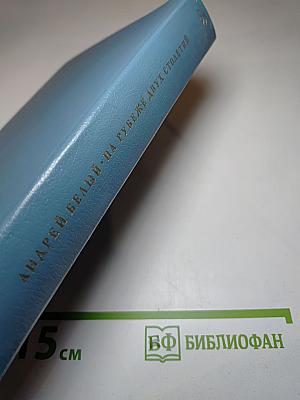 АНДРЕЙ БЕЛЫЙ · НА РУБЕЖЕ ДВУХ СТОЛЕТИЙ
15 см
БФ БИБЛИОФАН